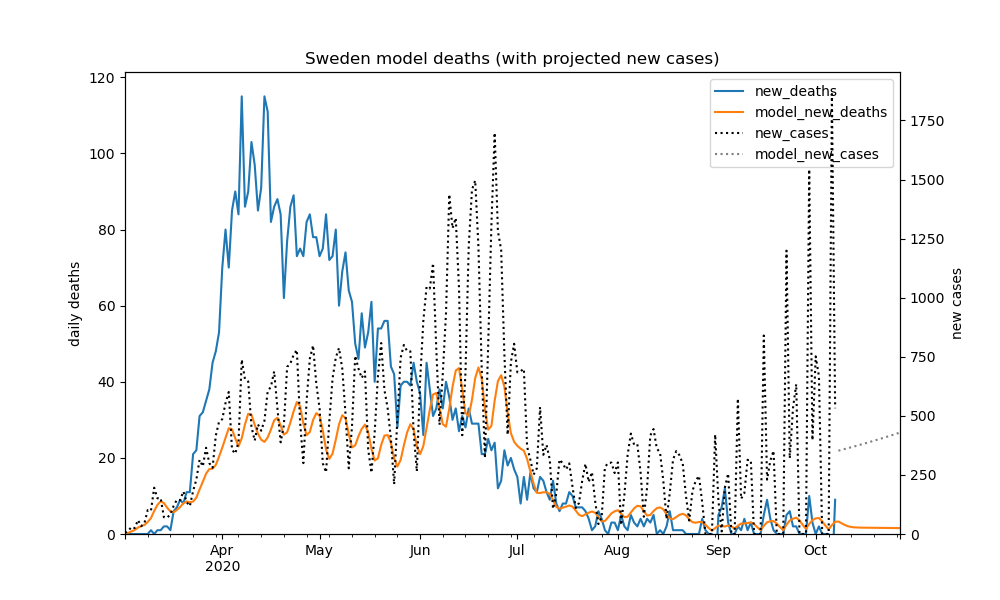 Sweden model deaths (with projected new cases)
120
100
80
60
40
20
0
daily deaths
new_deaths
model_new_deaths
new_cases
model_new_cases
1750
1500
1250
1000
750
500
250
0
new cases
Apr
May
Jun
Jul
Aug
Sep
Oct
2020